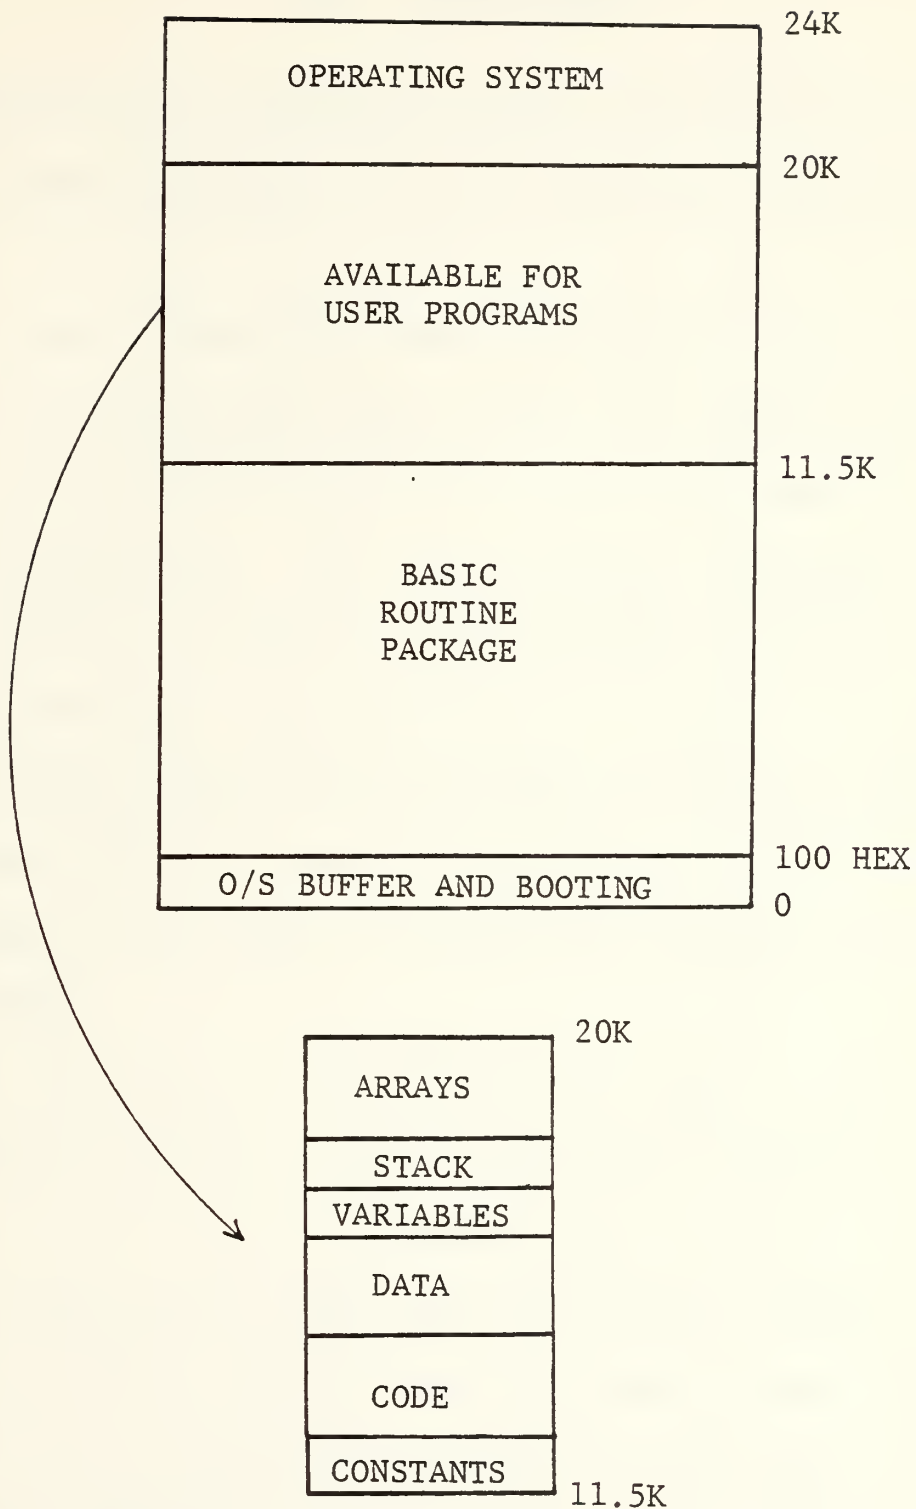 24K
OPERATING SYSTEM
20K
AVAILABLE FOR
USER PROGRAMS
11.5K
BASIC
ROUTINE
PACKAGE
100 HEX
O/S BUFFER AND BOOTING
0
20K
ARRAYS
STACK
VARIABLES
DATA
CODE
CONSTANTS
11.5K